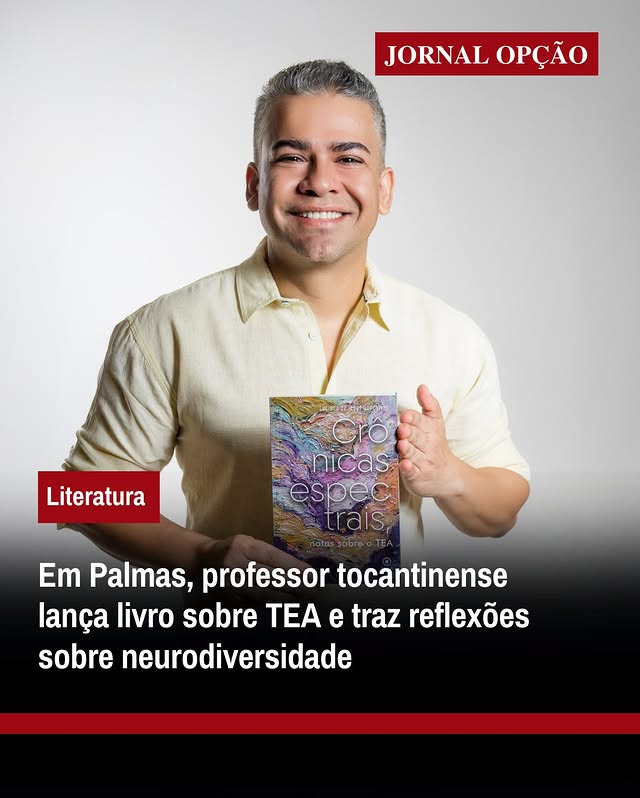 JORNAL OPÇÃO
Crô
nicas
espec
trais,
notas sobre o TEA
Literatura
Em Palmas, professor tocantinense
lança livro sobre TEA e traz reflexões
sobre neurodiversidade